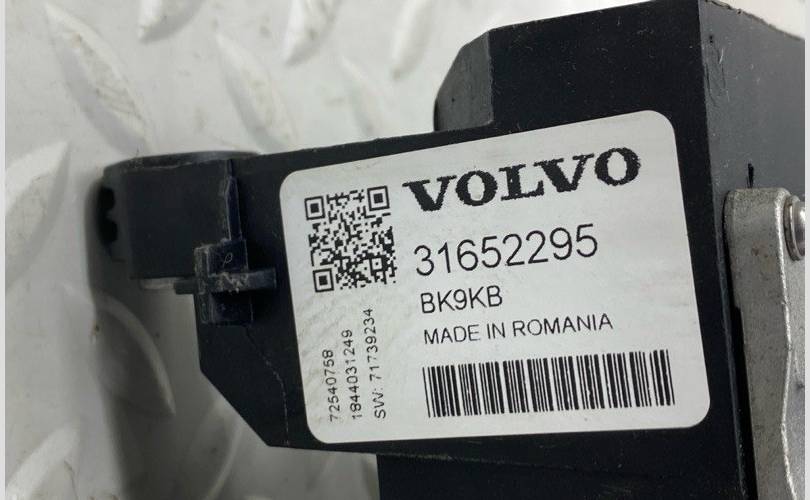 VOLVO
31652295
BK9KB
MADE IN ROMANIA
72540758
1844031249
SW: 71739234